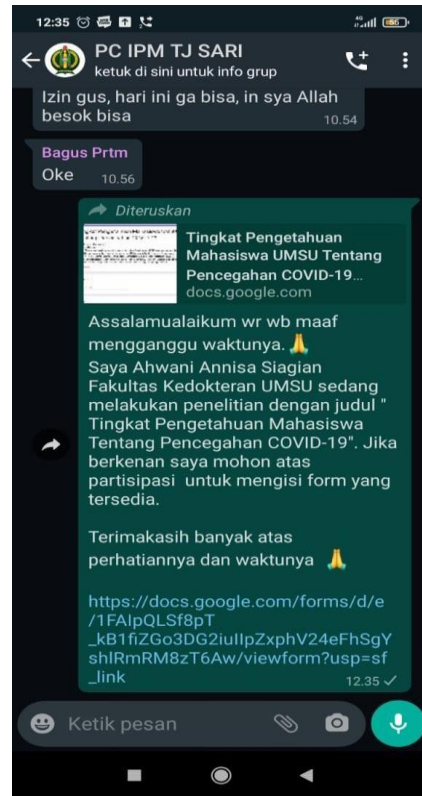 12:35
4G
56
PC IPM TJ SARI
ketuk di sini untuk info grup
Izin gus, hari ini ga bisa, in sya Allah
besok bisa
10.54
Bagus Prtm
Oke 10.56
Diteruskan
Tingkat Pengetahuan
Mahasiswa UMSU Tentang
Pencegahan COVID-19...
docs.google.com
Assalamualaikum wr wb maaf
mengganggu waktunya.
Saya Ahwani Annisa Siagian
Fakultas Kedokteran UMSU sedang
melakukan penelitian dengan judul "
Tingkat Pengetahuan Mahasiswa
Tentang Pencegahan COVID-19". Jika
berkenan saya mohon atas
partisipasi untuk mengisi form yang
tersedia.
Terimakasih banyak atas
perhatiannya dan waktunya
https://docs.google.com/forms/d/e
/1FAIpQLSf8pT
_kB1fiZGo3DG2iuIIpZxphV24eFhSgY
shlRmRM8zT6Aw/viewform?usp=sf
_link
12.35
Ketik pesan